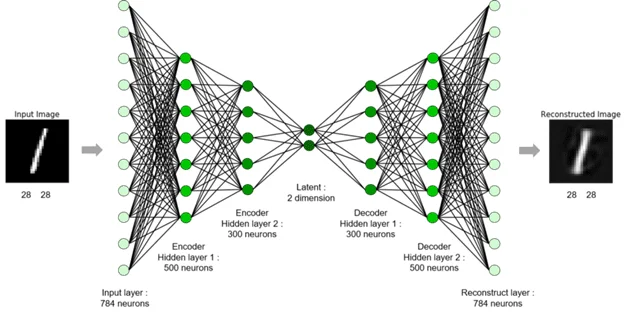 Input Image
28 28
Input layer :
784 neurons
Encoder
Hidden layer 1 :
500 neurons
Encoder
Hidden layer 2 :
300 neurons
Latent :
2 dimension
Decoder
Hidden layer 1 :
300 neurons
Decoder
Hidden layer 2 :
500 neurons
Reconstruct layer :
784 neurons
Reconstructed Image
28 28